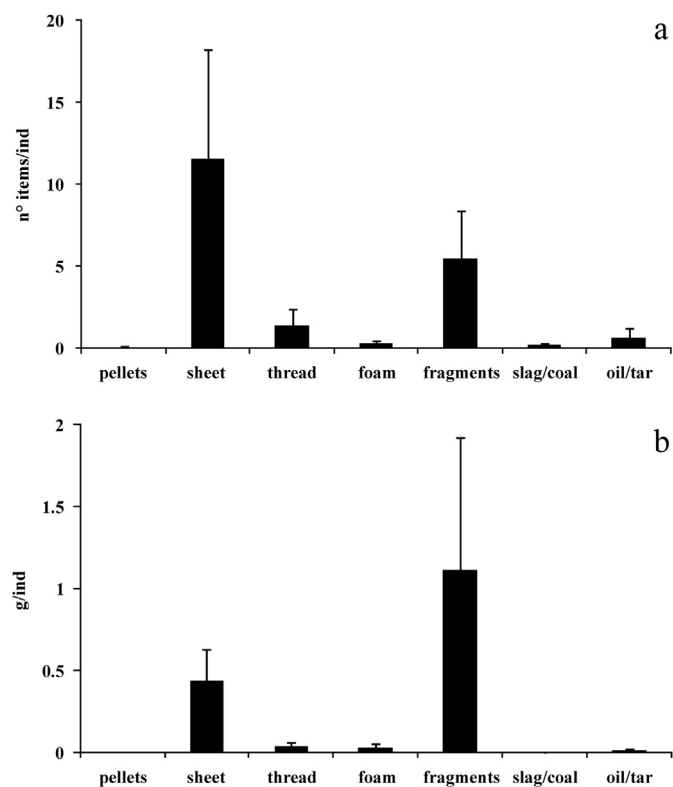 a
20
15
10
5
0
n° items/ind
pellets sheet thread foam fragments slag/coal oil/tar
b
2
1.5
1
0.5
0
g/ind
pellets sheet thread foam fragments slag/coal oil/tar